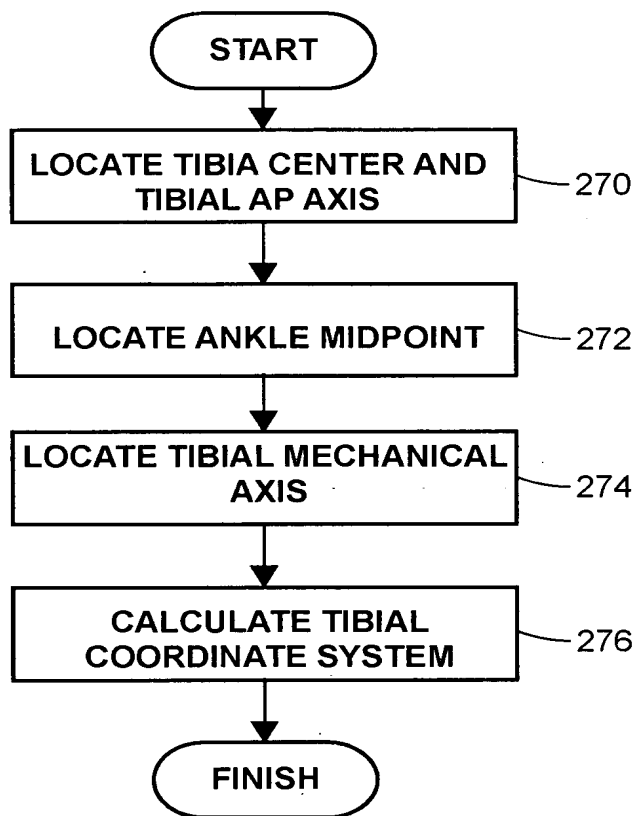 START
LOCATE TIBIA CENTER AND
TIBIAL AP AXIS
270
LOCATE ANKLE MIDPOINT
272
LOCATE TIBIAL MECHANICAL
AXIS
274
CALCULATE TIBIAL
COORDINATE SYSTEM
276
FINISH